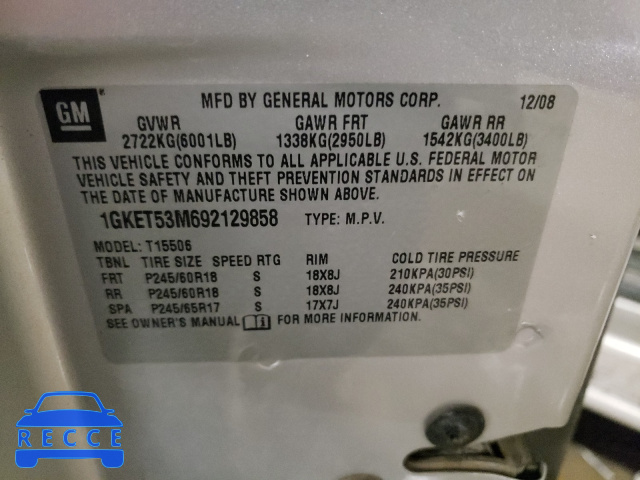 GM
MFD BY GENERAL MOTORS CORP. 12/08
GVWR GAWR FRT GAWR RR
2722KG(6001LB) 1338KG(2950LB) 1542KG(3400LB)
THIS VEHICLE CONFORMS TO ALL APPLICABLE U.S. FEDERAL MOTOR
VEHICLE SAFETY AND THEFT PREVENTION STANDARDS IN EFFECT ON
THE DATE OF MANUFACTURE SHOWN ABOVE.
1GKET53M692129858 TYPE: M.P.V.
MODEL: T15506
TBNL TIRE SIZE SPEED RTG RIM COLD TIRE PRESSURE
FRT P245/60R18 S 18X8J 210KPA(30PSI)
RR P245/60R18 S 18X8J 240KPA(35PSI)
SPA P245/65R17 S 17X7J 240KPA(35PSI)
SEE OWNER'S MANUAL FOR MORE INFORMATION.
RECCE